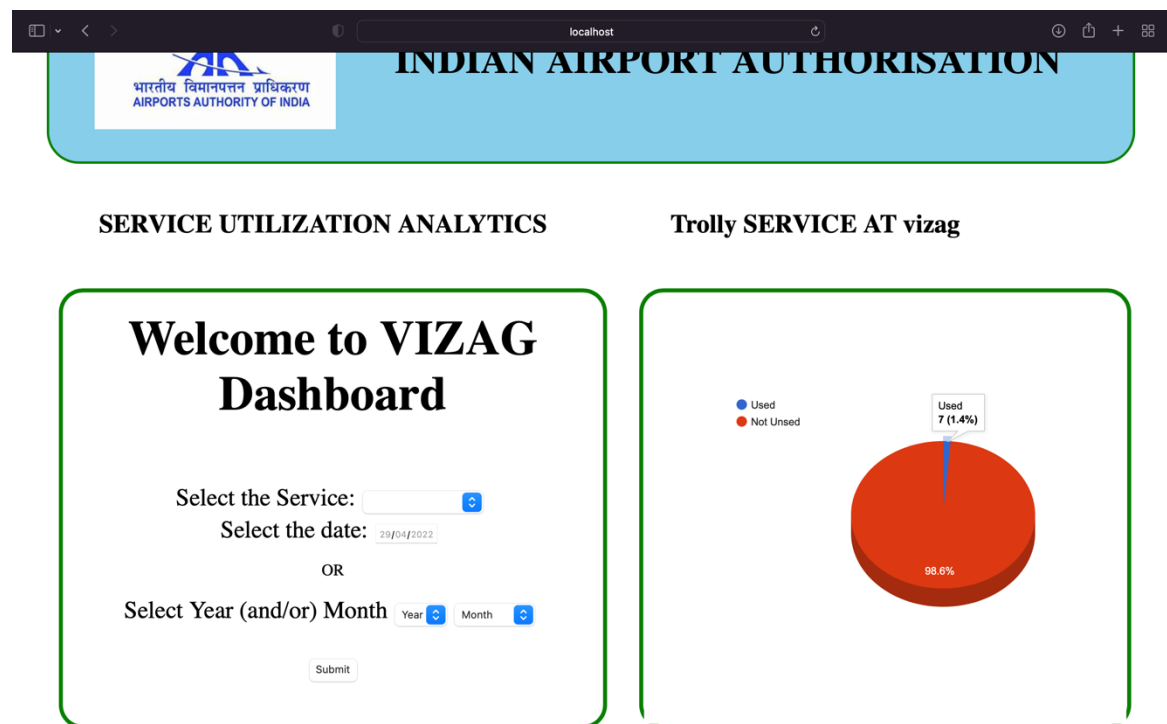 localhost
INDIAN AIRPORT AUTHORISATION
भारतीय विमानपत्तन प्राधिकरण
AIRPORTS AUTHORITY OF INDIA
SERVICE UTILIZATION ANALYTICS
Trolly SERVICE AT vizag
Welcome to VIZAG
Dashboard
Select the Service:
Select the date: 29/04/2022
OR
Select Year (and/or) Month Year Month
Submit
Used
Not Unsed
Used
7 (1.4%)
98.6%